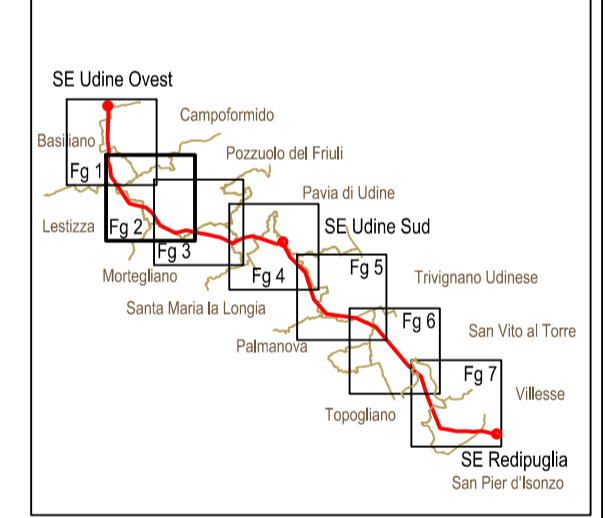 SE Udine Ovest
Campoformido
Basiliano
Pozzuolo del Friuli
Fg 1
Pavia di Udine
Lestizza
Fg 2
SE Udine Sud
Fg 3
Mortegliano
Fg 4
Fg 5
Trivignano Udinese
Santa Maria la Longia
Fg 6
San Vito al Torre
Palmanova
Fg 7
Villesse
Topogliano
SE Redipuglia
San Pier d'Isonzo